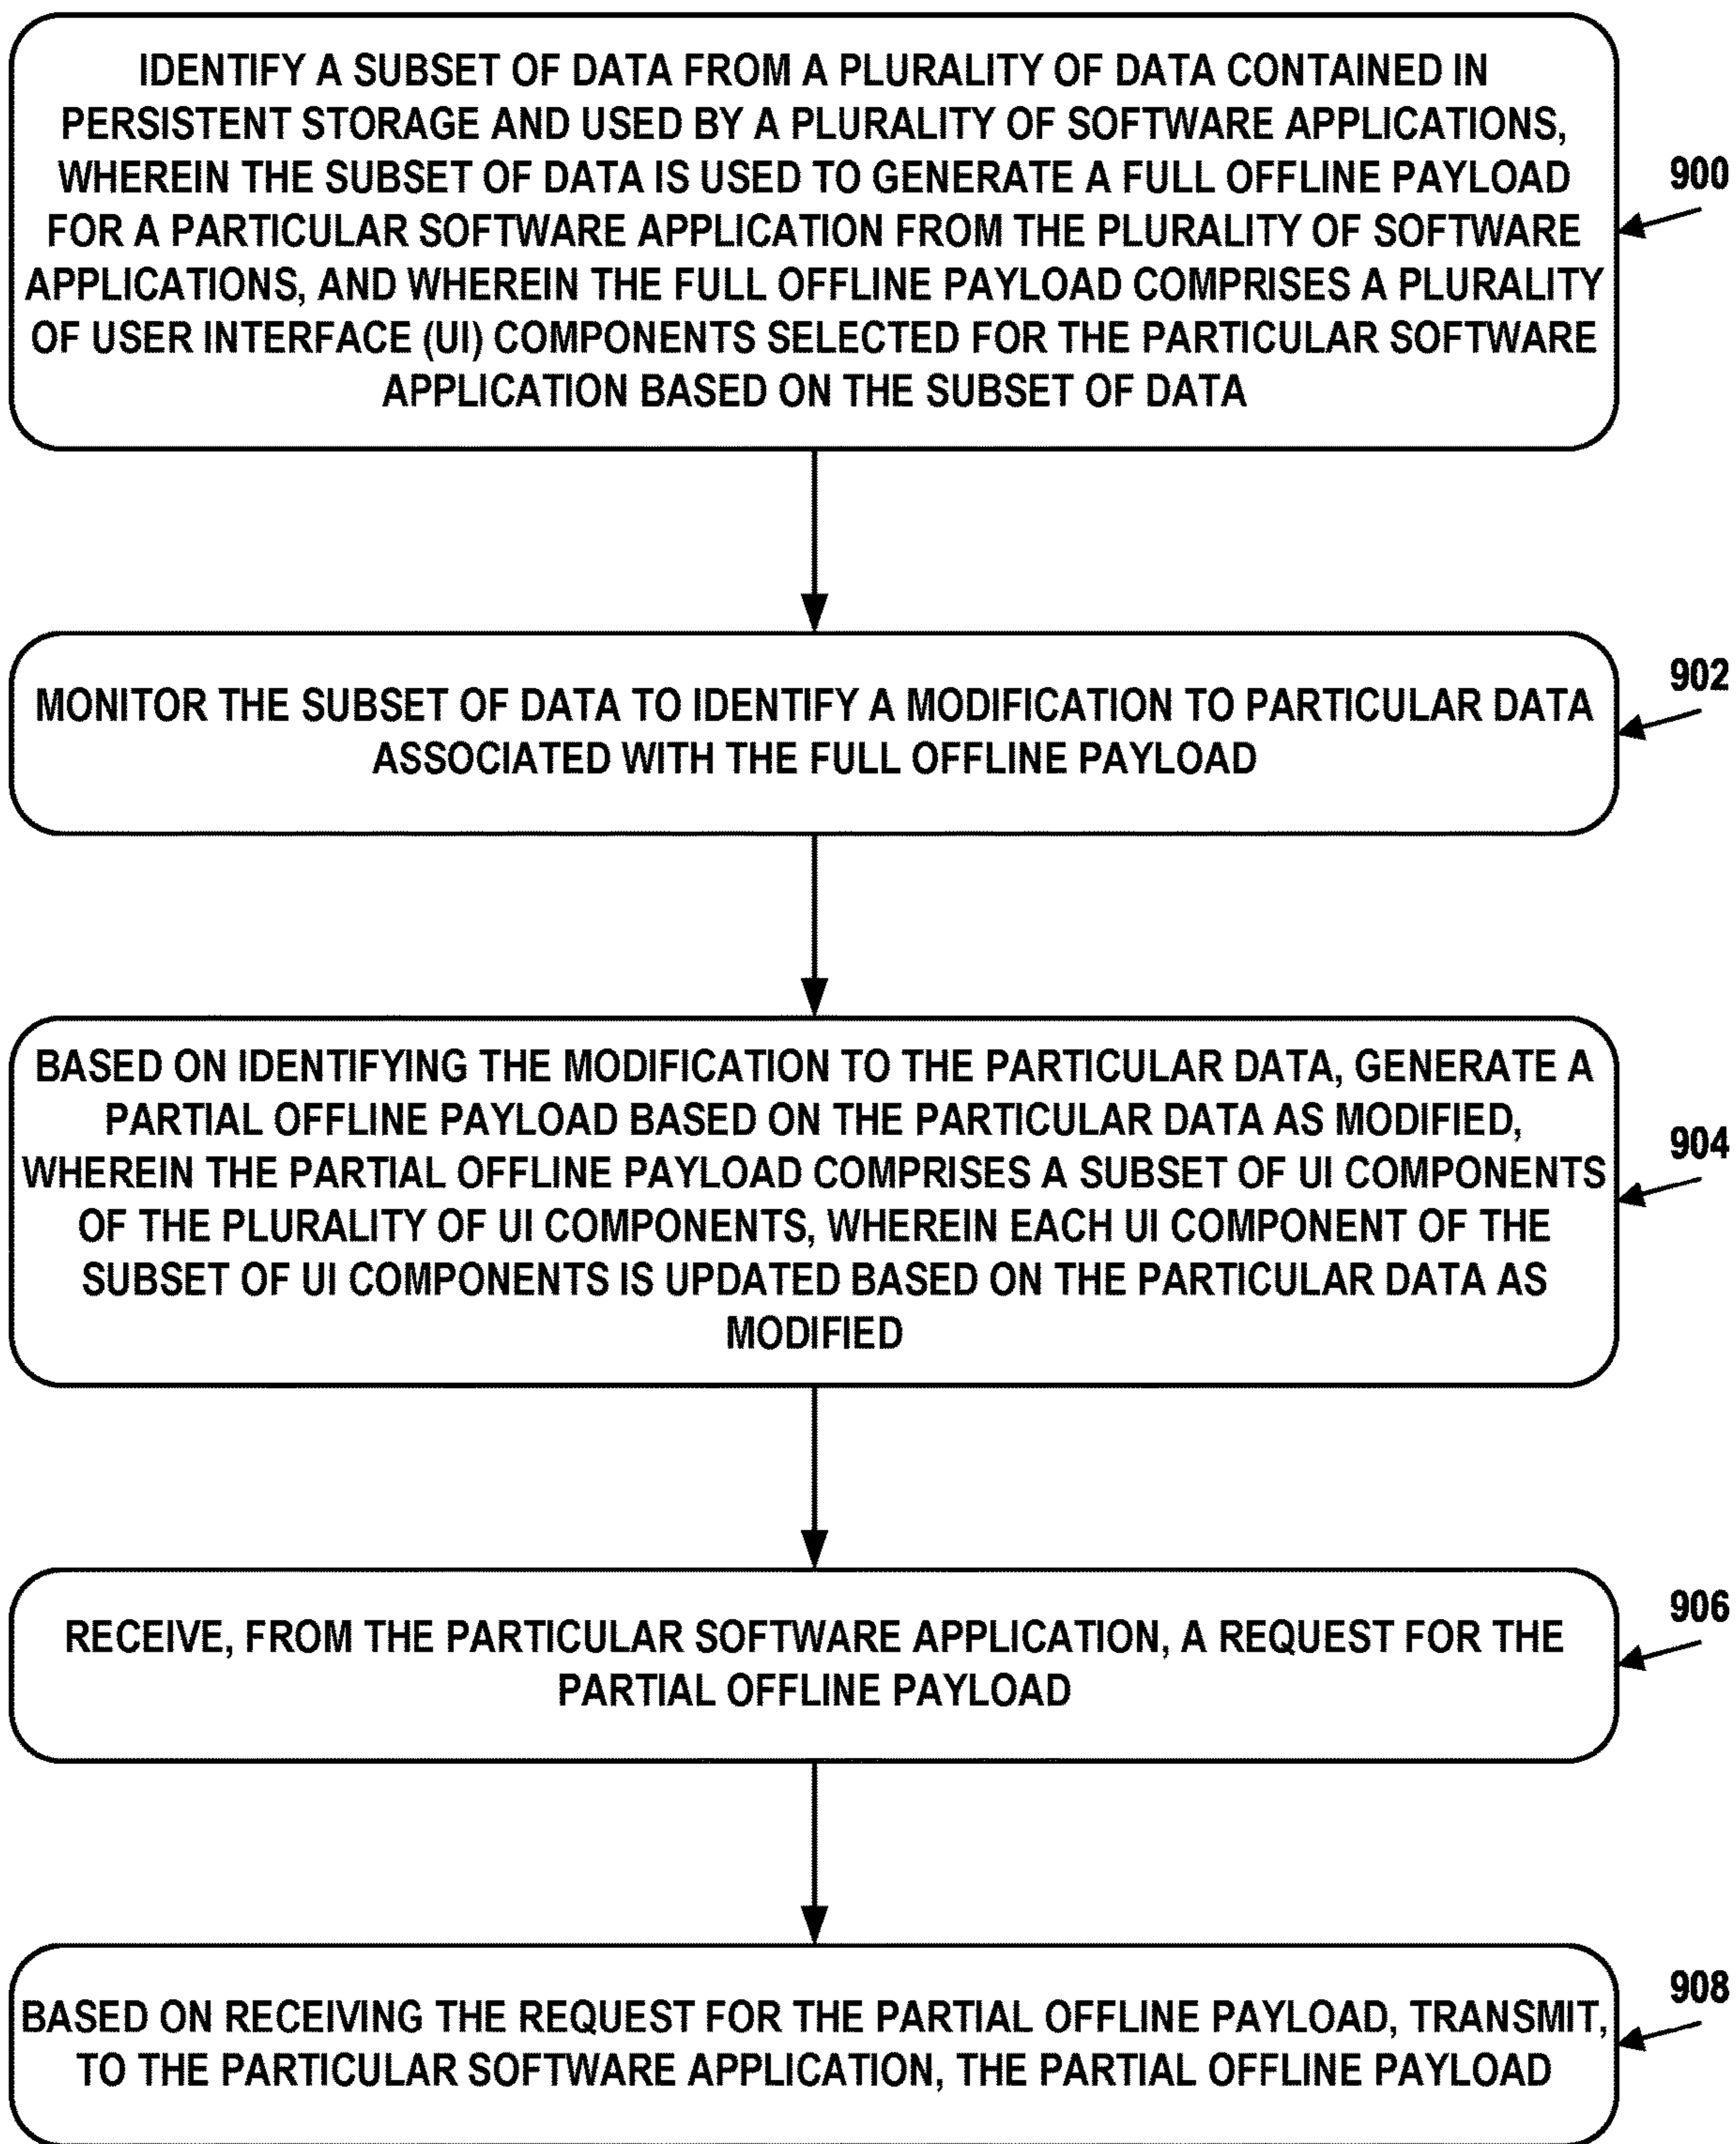 IDENTIFY A SUBSET OF DATA FROM A PLURALITY OF DATA CONTAINED IN
PERSISTENT STORAGE AND USED BY A PLURALITY OF SOFTWARE APPLICATIONS,
WHEREIN THE SUBSET OF DATA IS USED TO GENERATE A FULL OFFLINE PAYLOAD
FOR A PARTICULAR SOFTWARE APPLICATION FROM THE PLURALITY OF SOFTWARE
APPLICATIONS, AND WHEREIN THE FULL OFFLINE PAYLOAD COMPRISES A PLURALITY
OF USER INTERFACE (UI) COMPONENTS SELECTED FOR THE PARTICULAR SOFTWARE
APPLICATION BASED ON THE SUBSET OF DATA
900
MONITOR THE SUBSET OF DATA TO IDENTIFY A MODIFICATION TO PARTICULAR DATA
ASSOCIATED WITH THE FULL OFFLINE PAYLOAD
902
BASED ON IDENTIFYING THE MODIFICATION TO THE PARTICULAR DATA, GENERATE A
PARTIAL OFFLINE PAYLOAD BASED ON THE PARTICULAR DATA AS MODIFIED,
WHEREIN THE PARTIAL OFFLINE PAYLOAD COMPRISES A SUBSET OF UI COMPONENTS
OF THE PLURALITY OF UI COMPONENTS, WHEREIN EACH UI COMPONENT OF THE
SUBSET OF UI COMPONENTS IS UPDATED BASED ON THE PARTICULAR DATA AS
MODIFIED
904
RECEIVE, FROM THE PARTICULAR SOFTWARE APPLICATION, A REQUEST FOR THE
PARTIAL OFFLINE PAYLOAD
906
BASED ON RECEIVING THE REQUEST FOR THE PARTIAL OFFLINE PAYLOAD, TRANSMIT,
TO THE PARTICULAR SOFTWARE APPLICATION, THE PARTIAL OFFLINE PAYLOAD
908